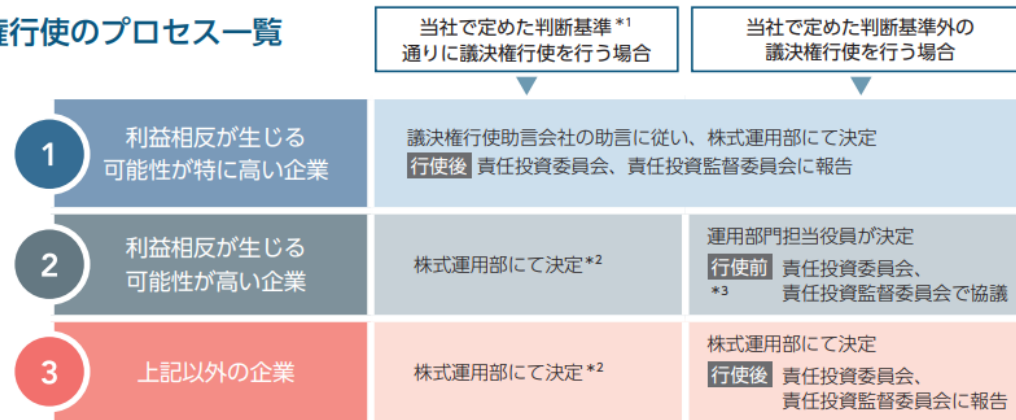 権行使のプロセス一覧
当社で定めた判断基準*1
通りに議決権行使を行う場合
当社で定めた判断基準外の
議決権行使を行う場合
1
利益相反が生じる
可能性が特に高い企業
議決権行使助言会社の助言に従い、株式運用部にて決定
行使後 責任投資委員会、責任投資監督委員会に報告
2
利益相反が生じる
可能性が高い企業
株式運用部にて決定*2
運用部門担当役員が決定
行使前 責任投資委員会、
*3 責任投資監督委員会で協議
3
上記以外の企業
株式運用部にて決定*2
株式運用部にて決定
行使後 責任投資委員会、
責任投資監督委員会に報告